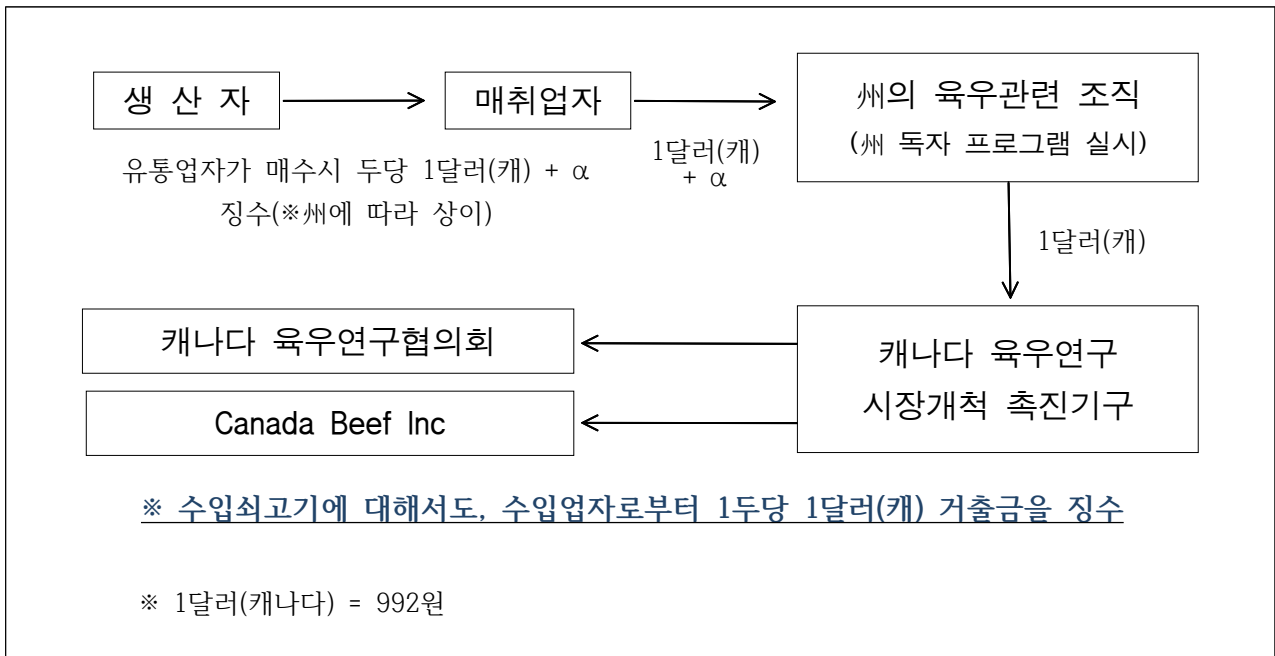 생 산 자
매취업자
州의 육우관련 조직
(州 독자 프로그램 실시)
유통업자가 매수시 두당 1달러(캐) + α
징수(※州에 따라 상이)
1달러(캐)
+ α
1달러(캐)
캐나다 육우연구협의회
Canada Beef Inc
캐나다 육우연구
시장개척 촉진기구
※ 수입쇠고기에 대해서도, 수입업자로부터 1두당 1달러(캐) 거출금을 징수
※ 1달러(캐나다) = 992원